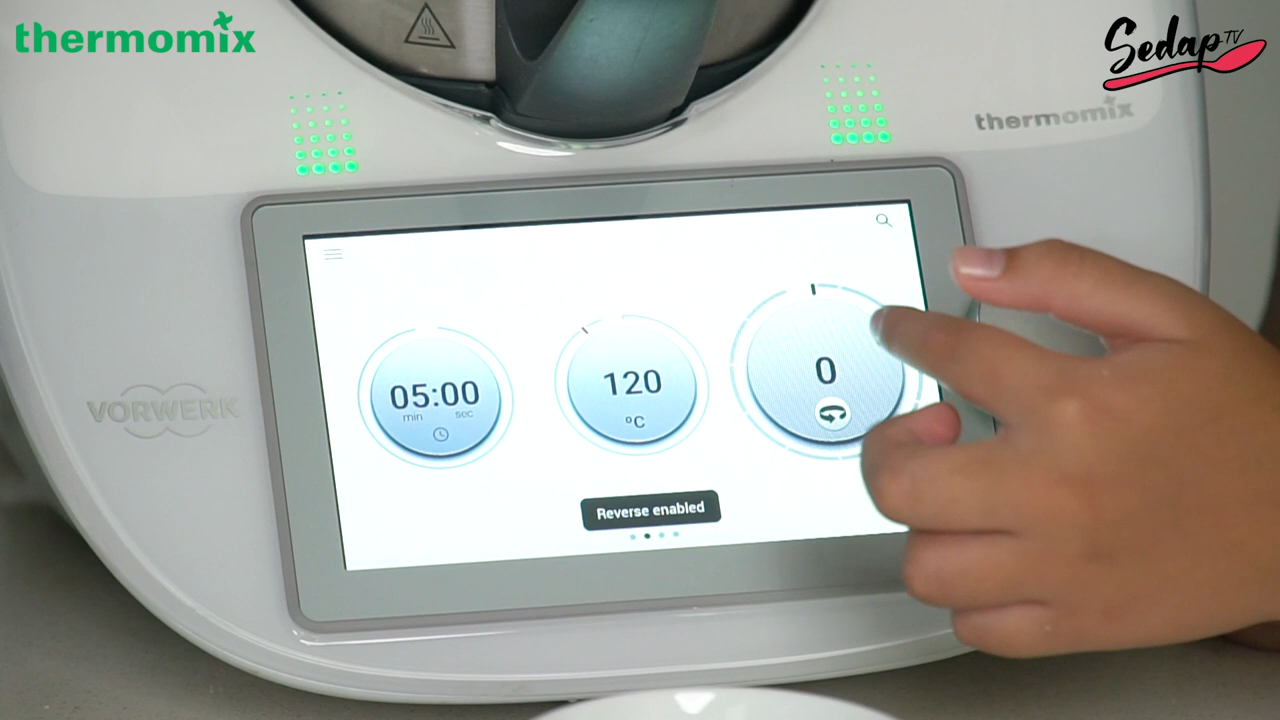 thermomix
Sedap TV
thermomix
VORWERK
05:00
min sec
120
°C
0
Reverse enabled